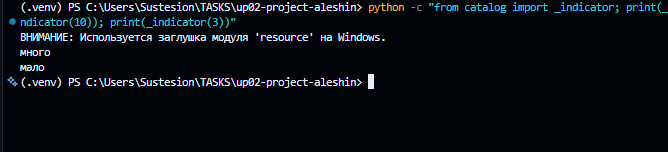 (.venv) PS C:\Users\Sustesion\TASKS\up02-project-aleshin> python -c "from catalog import _indicator; print(_i
ndicator(10)); print(_indicator(3))"
ВНИМАНИЕ: Используется заглушка модуля 'resource' на Windows.
много
мало
(.venv) PS C:\Users\Sustesion\TASKS\up02-project-aleshin>